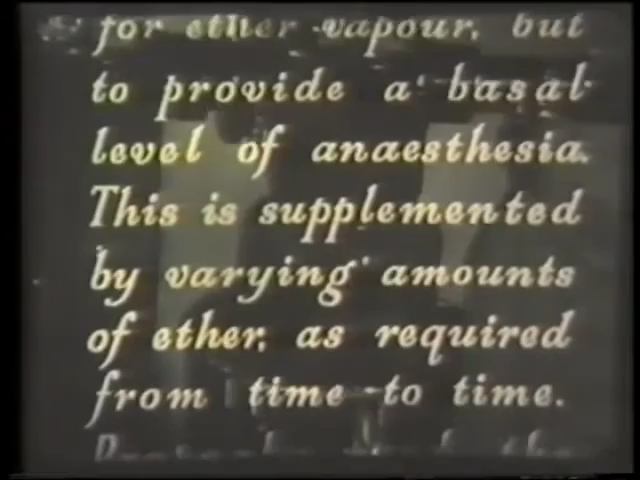 for ether vapour, but
to provide a basal
level of anaesthesia.
This is supplemented
by varying amounts
of ether, as required
from time to time.